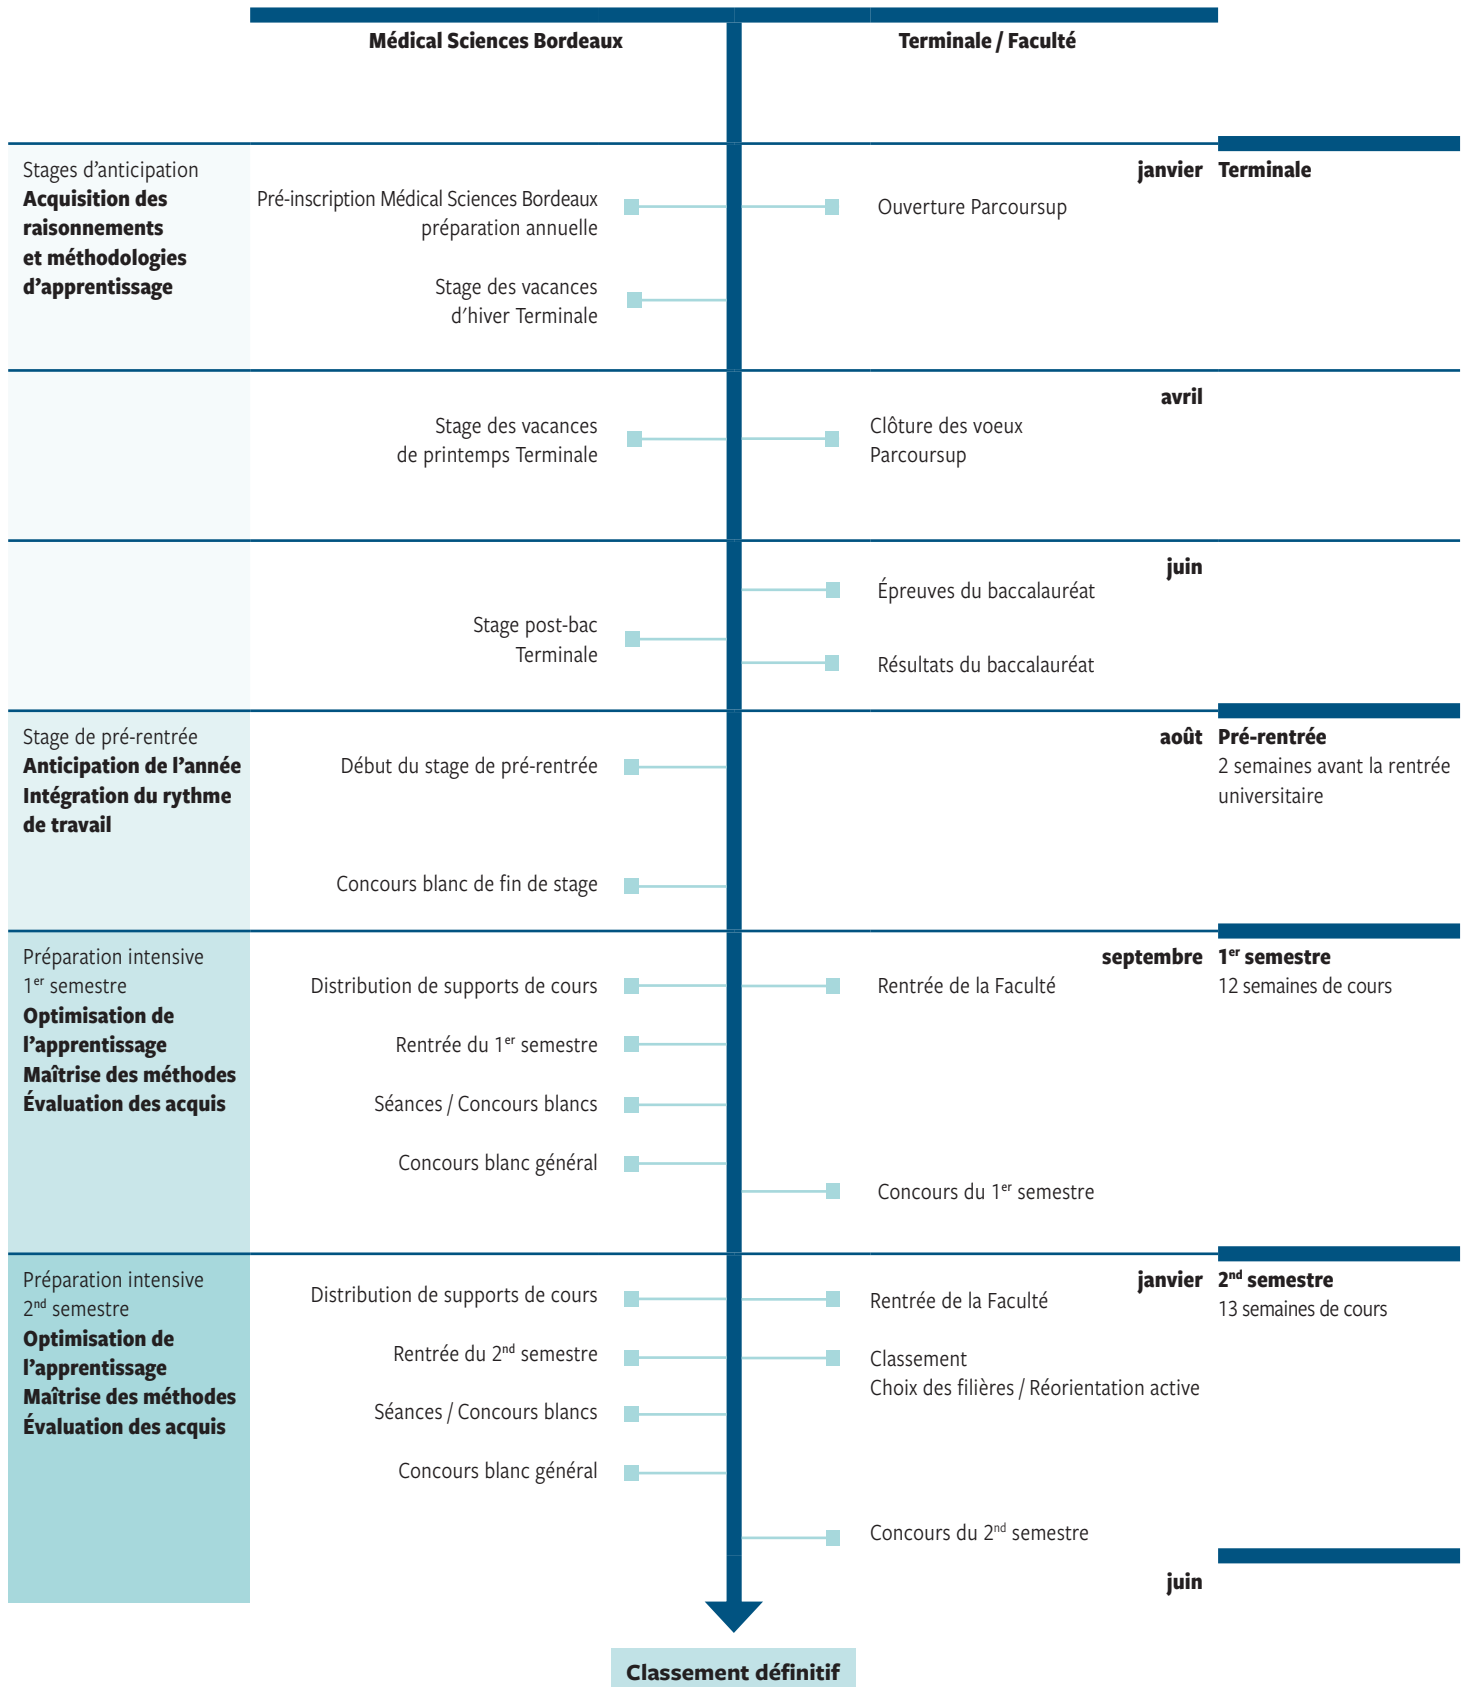 Médical Sciences Bordeaux
Terminale / Faculté
Stages d’anticipation
Acquisition des
raisonnements
et méthodologies
d’apprentissage
Pré-inscription Médical Sciences Bordeaux
préparation annuelle
Stage des vacances
d’hiver Terminale
janvier
Ouverture Parcoursup
Terminale
Stage des vacances
de printemps Terminale
avril
Clôture des voeux
Parcoursup
juin
Épreuves du baccalauréat
Stage post-bac
Terminale
Résultats du baccalauréat
Stage de pré-rentrée
Anticipation de l’année
Intégration du rythme
de travail
Début du stage de pré-rentrée
Concours blanc de fin de stage
août
Pré-rentrée
2 semaines avant la rentrée
universitaire
Préparation intensive
1er semestre
Optimisation de
l’apprentissage
Maîtrise des méthodes
Évaluation des acquis
Distribution de supports de cours
Rentrée du 1er semestre
Séances / Concours blancs
Concours blanc général
septembre
Rentrée de la Faculté
Concours du 1er semestre
1er semestre
12 semaines de cours
Préparation intensive
2nd semestre
Optimisation de
l’apprentissage
Maîtrise des méthodes
Évaluation des acquis
Distribution de supports de cours
Rentrée du 2nd semestre
Séances / Concours blancs
Concours blanc général
janvier
Rentrée de la Faculté
Classement
Choix des filières / Réorientation active
Concours du 2nd semestre
2nd semestre
13 semaines de cours
juin
Classement définitif